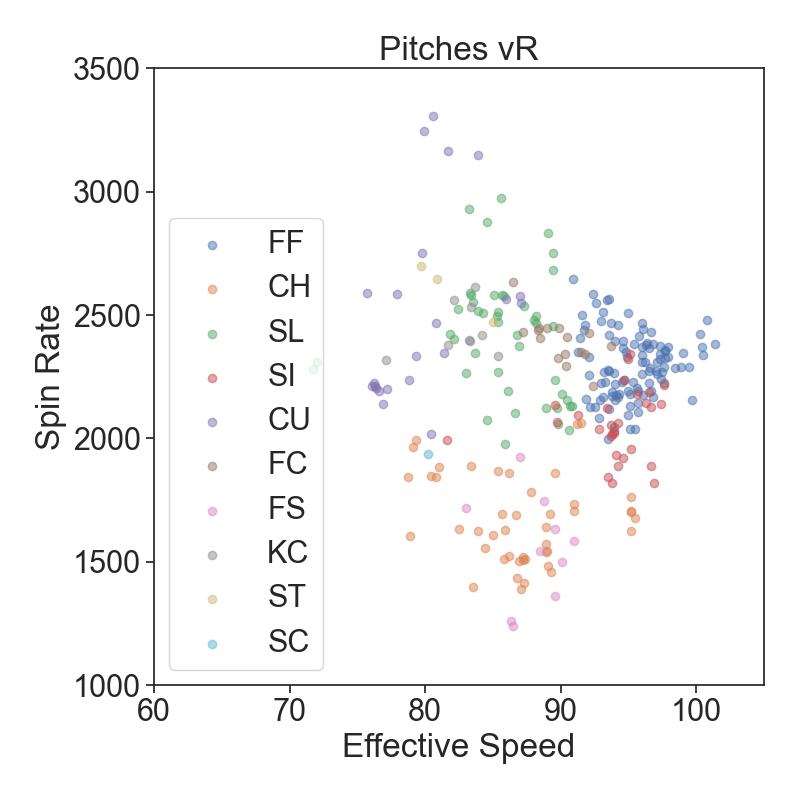 Pitches vR
3500
3000
2500
2000
1500
1000
Spin Rate
FF
CH
SL
SI
CU
FC
FS
KC
ST
SC
60 70 80 90 100
Effective Speed